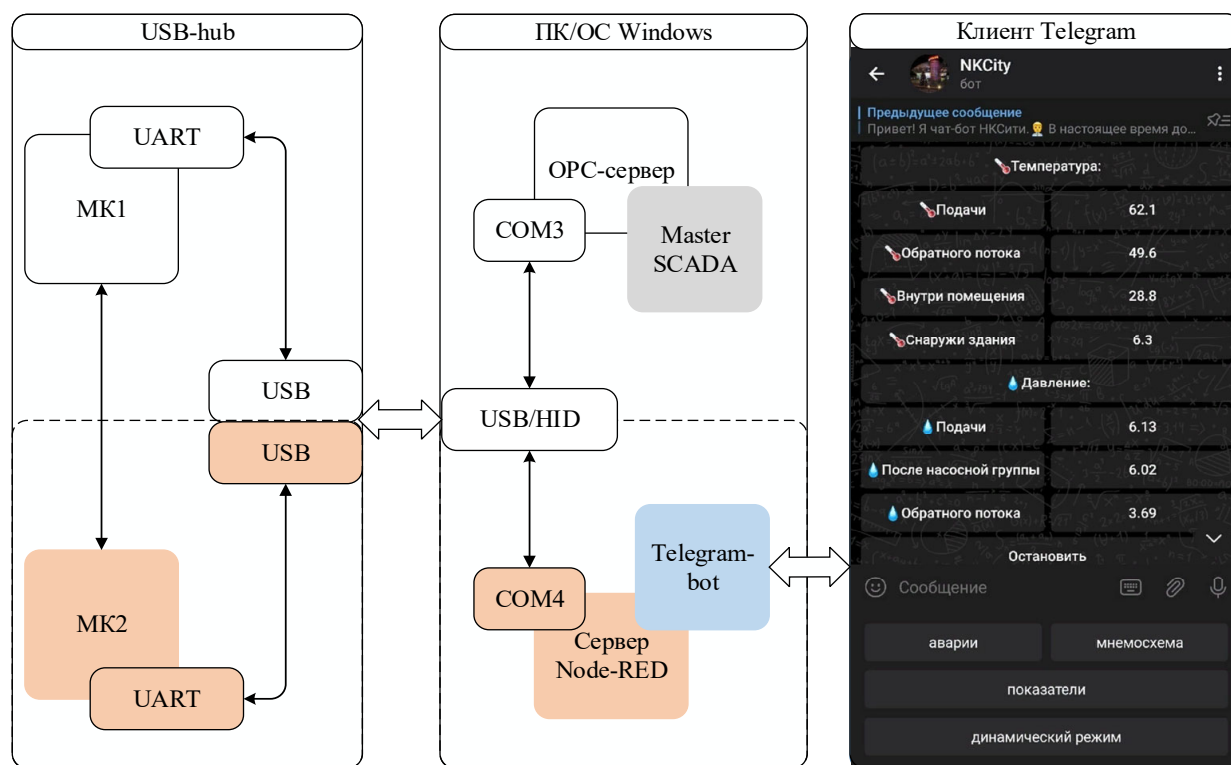 USB-hub
UART
МК1
USB
USB
МК2
UART
ПК/ОС Windows
OPC-сервер
COM3
Master
SCADA
USB/HID
Telegram-
bot
COM4
Сервер
Node-RED
Клиент Telegram
NKCity
бот
Предыдущее сообщение
Привет! Я чат-бот НКСити. В настоящее время до...
Температура:
Подачи 62.1
Обратного потока 49.6
Внутри помещения 28.8
Снаружи здания 6.3
Давление:
Подачи 6.13
После насосной группы 6.02
Обратного потока 3.69
Остановить
Сообщение
аварии мнемосхема
показатели
динамический режим